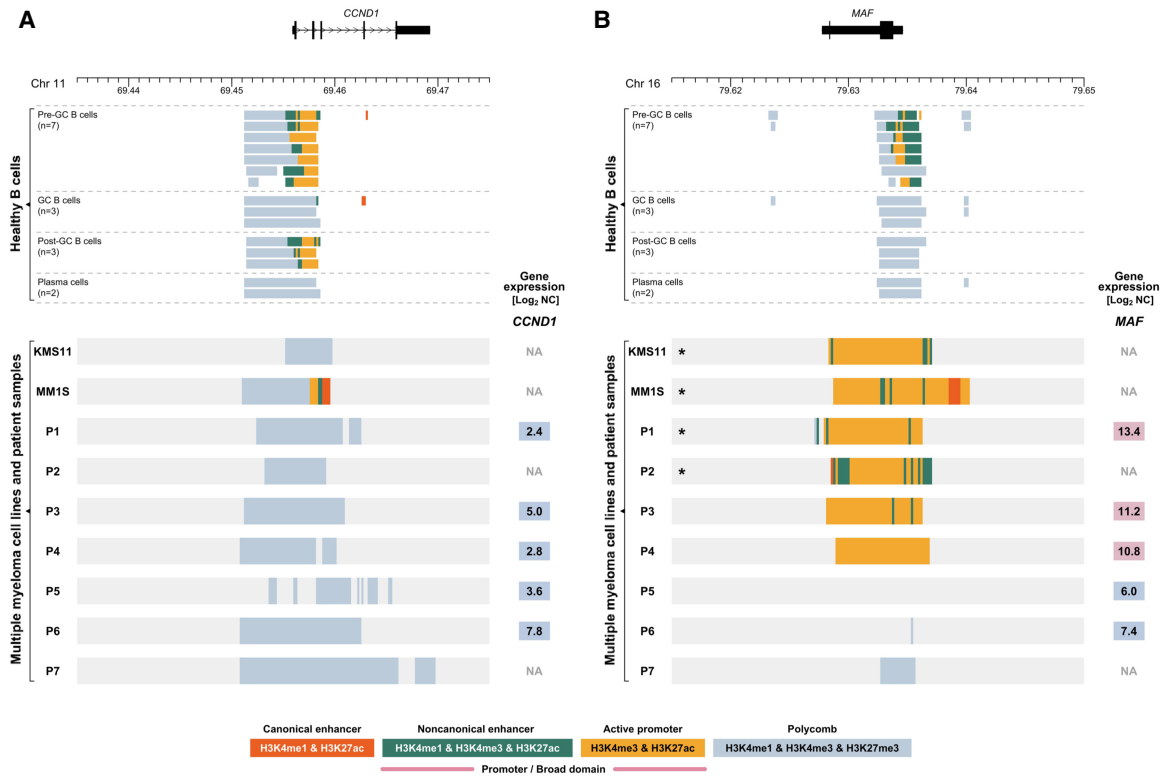 A
CCND1
Chr 11
69.44
69.45
69.46
69.47
Healthy B cells
Pre-GC B cells
(n=7)
GC B cells
(n=3)
Post-GC B cells
(n=3)
Plasma cells
(n=2)
Gene
expression
[Log₂ NC]
CCND1
Multiple myeloma cell lines and patient samples
KMS11
NA
MM1S
NA
P1
2.4
P2
NA
P3
5.0
P4
2.8
P5
3.6
P6
7.8
P7
NA
B
MAF
Chr 16
79.62
79.63
79.64
79.65
Healthy B cells
Pre-GC B cells
(n=7)
GC B cells
(n=3)
Post-GC B cells
(n=3)
Plasma cells
(n=2)
Gene
expression
[Log₂ NC]
MAF
Multiple myeloma cell lines and patient samples
KMS11 * NA
MM1S * NA
P1 * 13.4
P2 * NA
P3 11.2
P4 10.8
P5 6.0
P6 7.4
P7 NA
Canonical enhancer
H3K4me1 & H3K27ac
Noncanonical enhancer
H3K4me1 & H3K4me3 & H3K27ac
Active promoter
H3K4me3 & H3K27ac
Polycomb
H3K4me1 & H3K4me3 & H3K27me3
Promoter / Broad domain